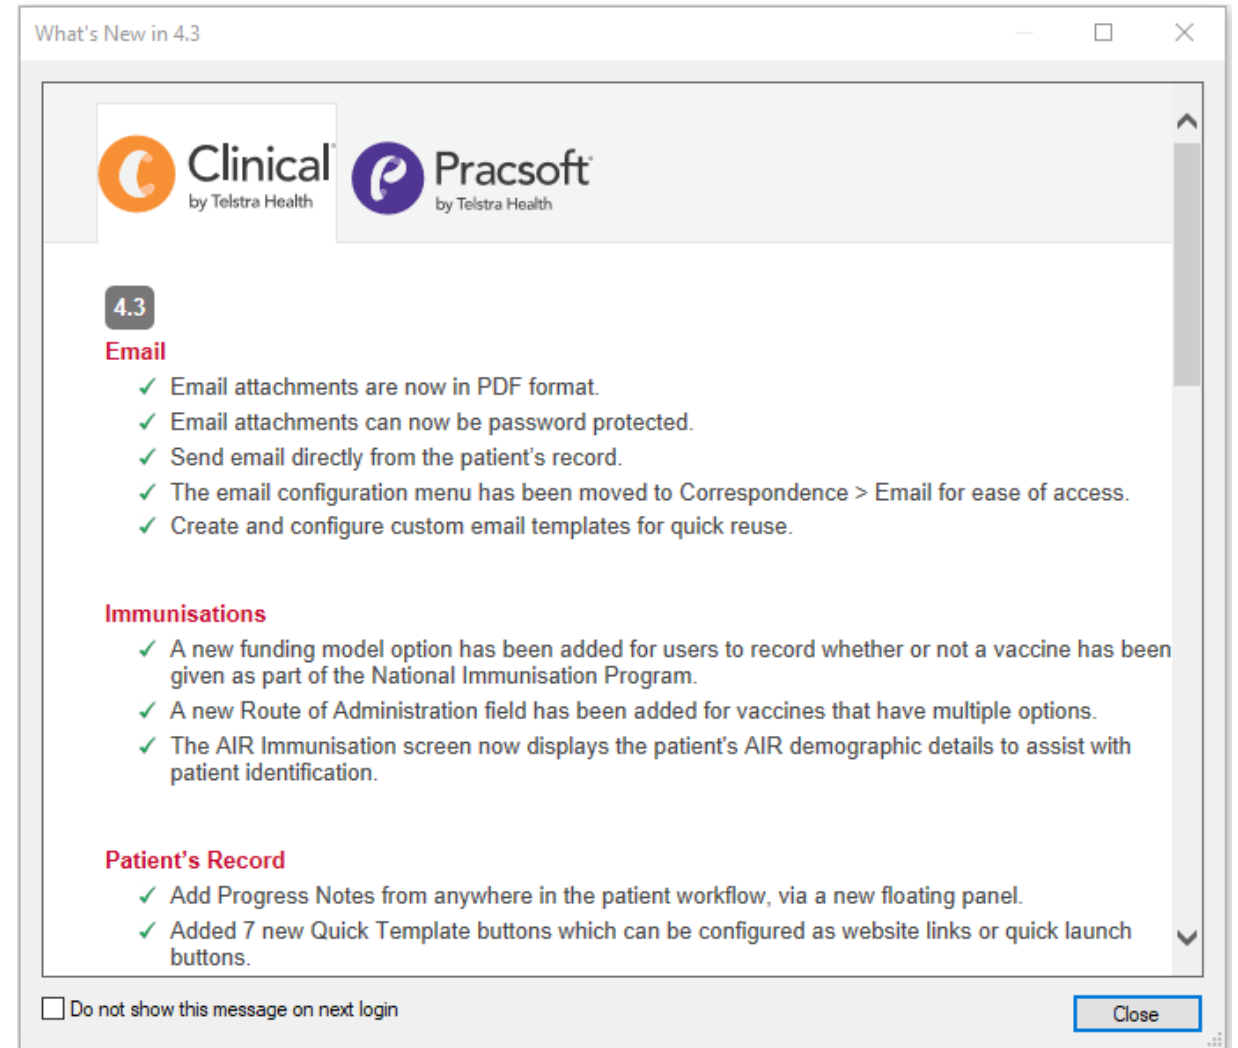 What's New in 4.3
Clinical
by Telstra Health
Pracsoft
by Telstra Health
4.3
Email
✓ Email attachments are now in PDF format.
✓ Email attachments can now be password protected.
✓ Send email directly from the patient’s record.
✓ The email configuration menu has been moved to Correspondence > Email for ease of access.
✓ Create and configure custom email templates for quick reuse.
Immunisations
✓ A new funding model option has been added for users to record whether or not a vaccine has been
given as part of the National Immunisation Program.
✓ A new Route of Administration field has been added for vaccines that have multiple options.
✓ The AIR Immunisation screen now displays the patient's AIR demographic details to assist with
patient identification.
Patient’s Record
✓ Add Progress Notes from anywhere in the patient workflow, via a new floating panel.
✓ Added 7 new Quick Template buttons which can be configured as website links or quick launch
buttons.
Do not show this message on next login
Close